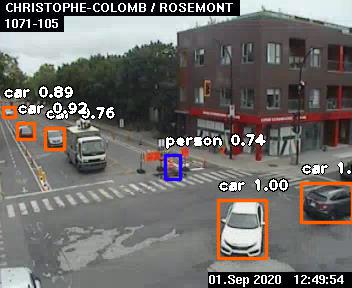 CHRISTOPHE-COLOMB / ROSEMONT
1071-105
car 0.89
car 0.92
0.76
person 0.74
car 1.00
car 1.
01.Sep 2020 12:49:54